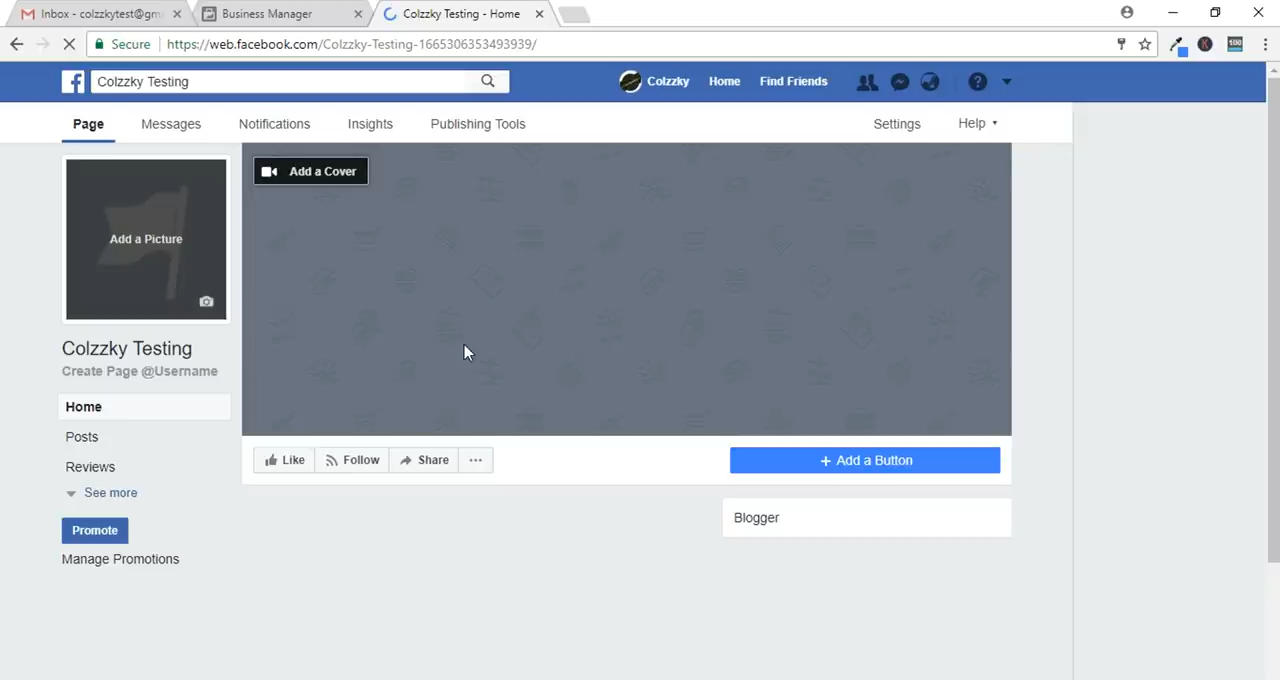 Inbox - colzzkytest@gm
Business Manager
Colzzky Testing - Home
Secure
https://web.facebook.com/Colzzky-Testing-1665306353493939/
100
Colzzky Testing
Colzzky
Home
Find Friends
Page
Messages
Notifications
Insights
Publishing Tools
Settings
Help
Add a Cover
Add a Picture
Colzzky Testing
Create Page @Username
Home
Posts
Reviews
See more
Promote
Manage Promotions
Like
Follow
Share
+ Add a Button
Blogger